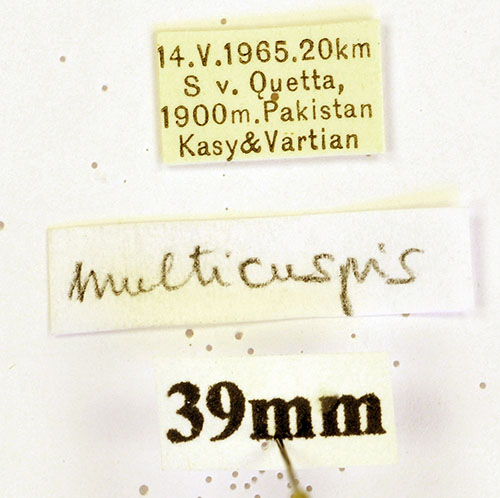 14.V.1965.20km
S v. Quetta,
1900m.Pakistan
Kasy&Vartian
multicuspis
39mm